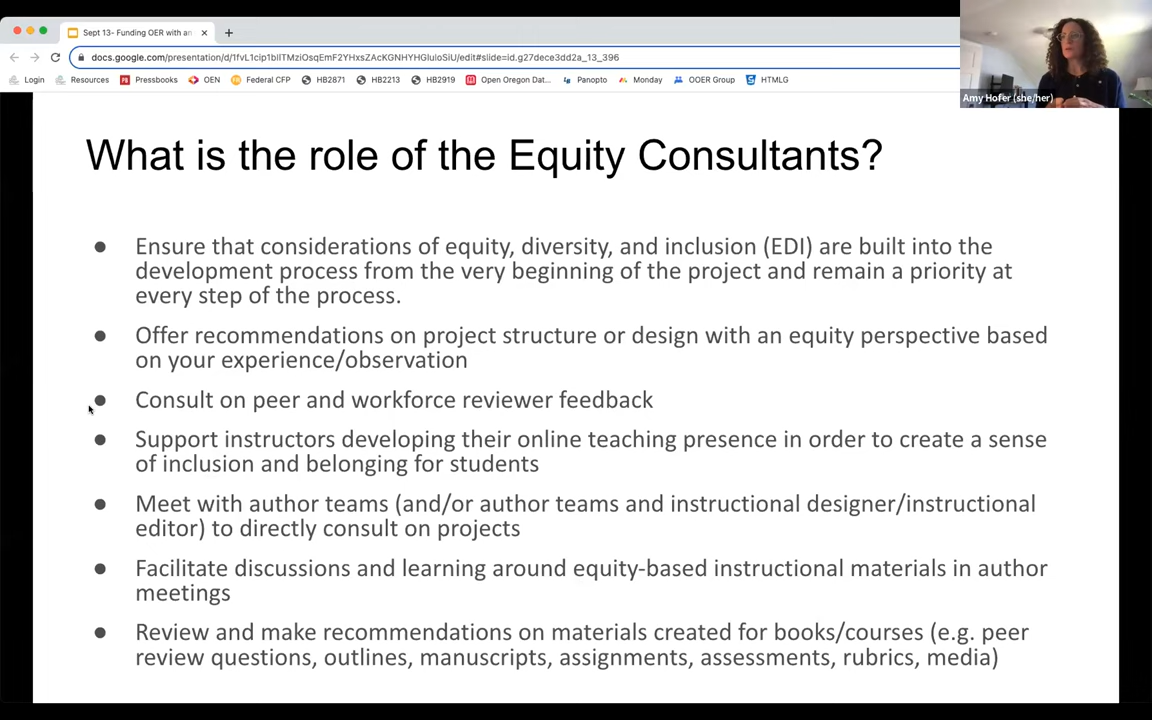 Sept 13- Funding OER with an
docs.google.com/presentation/d/1fvL1cip1blITMziOsqEmF2YHxsZAcKGNHYHGluloSiU/edit#slide=id.g27dece3dd2a_13_396
Login Resources Pressbooks OEN Federal CFP HB2871 HB2213 HB2919 Open Oregon Dat... Panopto Monday OOER Group HTMLG
Amy Hofer (she/her)
What is the role of the Equity Consultants?
● Ensure that considerations of equity, diversity, and inclusion (EDI) are built into the
development process from the very beginning of the project and remain a priority at
every step of the process.
● Offer recommendations on project structure or design with an equity perspective based
on your experience/observation
● Consult on peer and workforce reviewer feedback
● Support instructors developing their online teaching presence in order to create a sense
of inclusion and belonging for students
● Meet with author teams (and/or author teams and instructional designer/instructional
editor) to directly consult on projects
● Facilitate discussions and learning around equity-based instructional materials in author
meetings
● Review and make recommendations on materials created for books/courses (e.g. peer
review questions, outlines, manuscripts, assignments, assessments, rubrics, media)